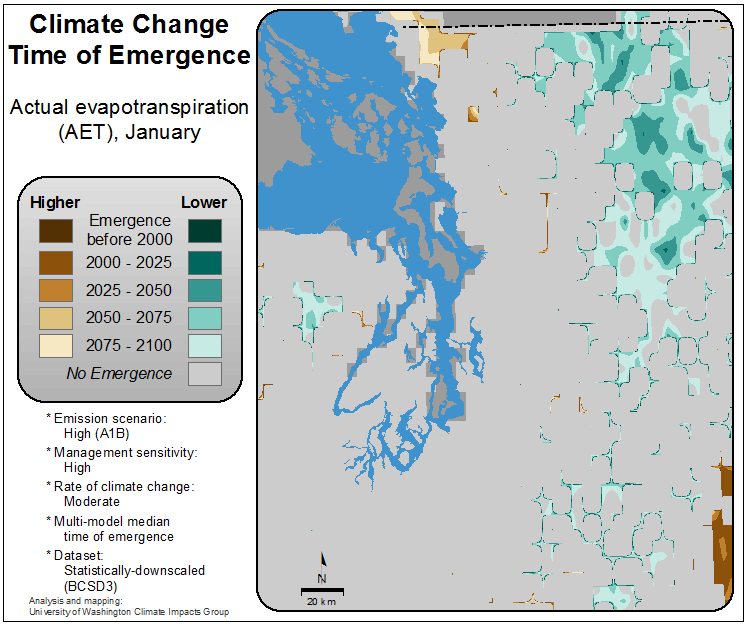 Climate Change
Time of Emergence
Actual evapotranspiration
(AET), January
Higher Lower
Emergence
before 2000
2000 - 2025
2025 - 2050
2050 - 2075
2075 - 2100
No Emergence
* Emission scenario:
High (A1B)
* Management sensitivity:
High
* Rate of climate change:
Moderate
* Multi-model median
time of emergence
* Dataset:
Statistically-downscaled
(BCSD3)
Analysis and mapping:
University of Washington Climate Impacts Group
N
20 km